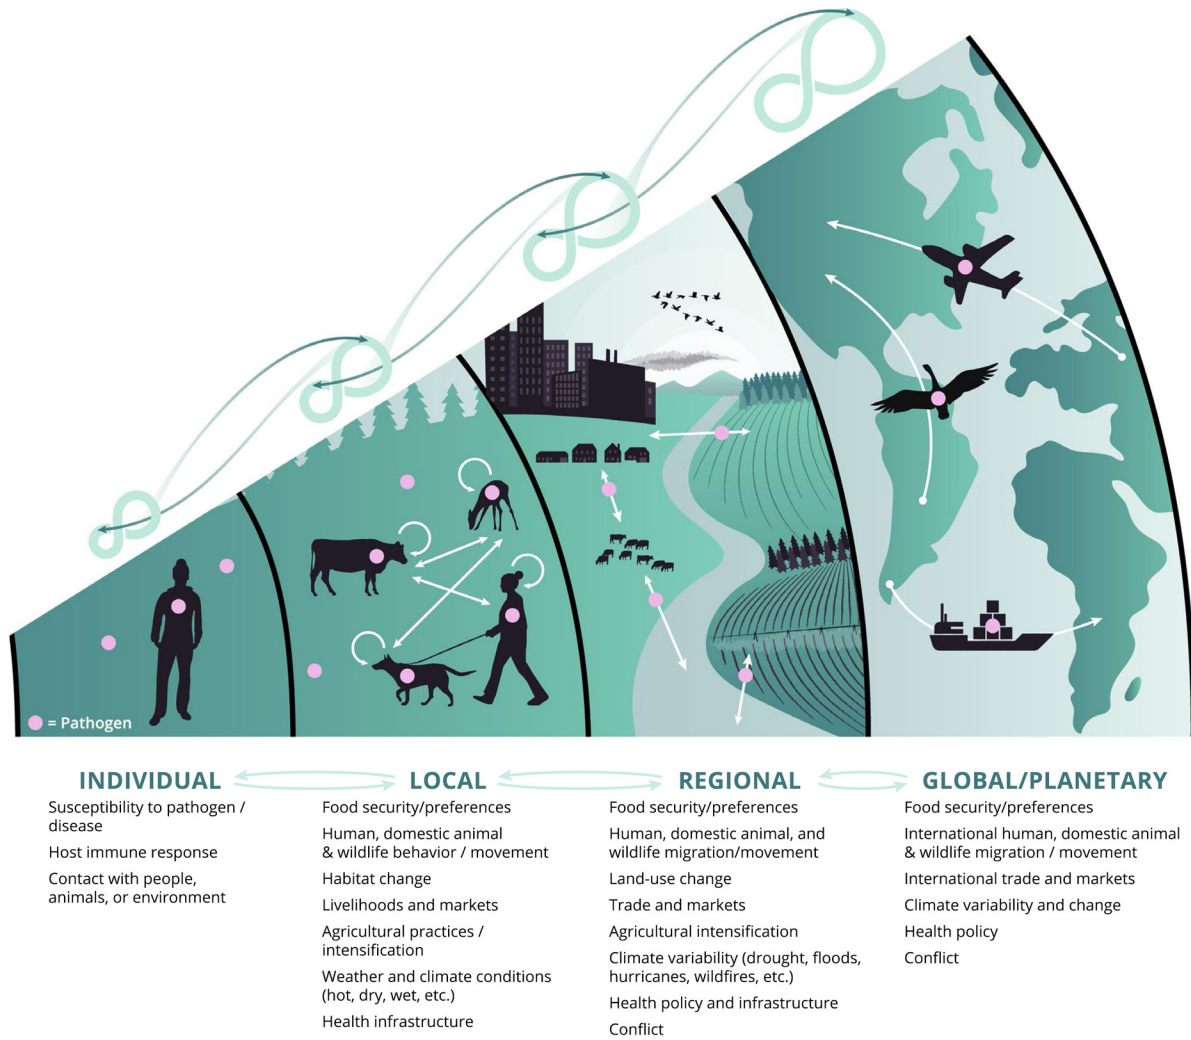 = Pathogen
INDIVIDUAL
Susceptibility to pathogen /
disease
Host immune response
Contact with people,
animals, or environment
LOCAL
Food security/preferences
Human, domestic animal
& wildlife behavior / movement
Habitat change
Livelihoods and markets
Agricultural practices /
intensification
Weather and climate conditions
(hot, dry, wet, etc.)
Health infrastructure
REGIONAL
Food security/preferences
Human, domestic animal, and
wildlife migration/movement
Land-use change
Trade and markets
Agricultural intensification
Climate variability (drought, floods,
hurricanes, wildfires, etc.)
Health policy and infrastructure
Conflict
GLOBAL/PLANETARY
Food security/preferences
International human, domestic animal
& wildlife migration / movement
International trade and markets
Climate variability and change
Health policy
Conflict